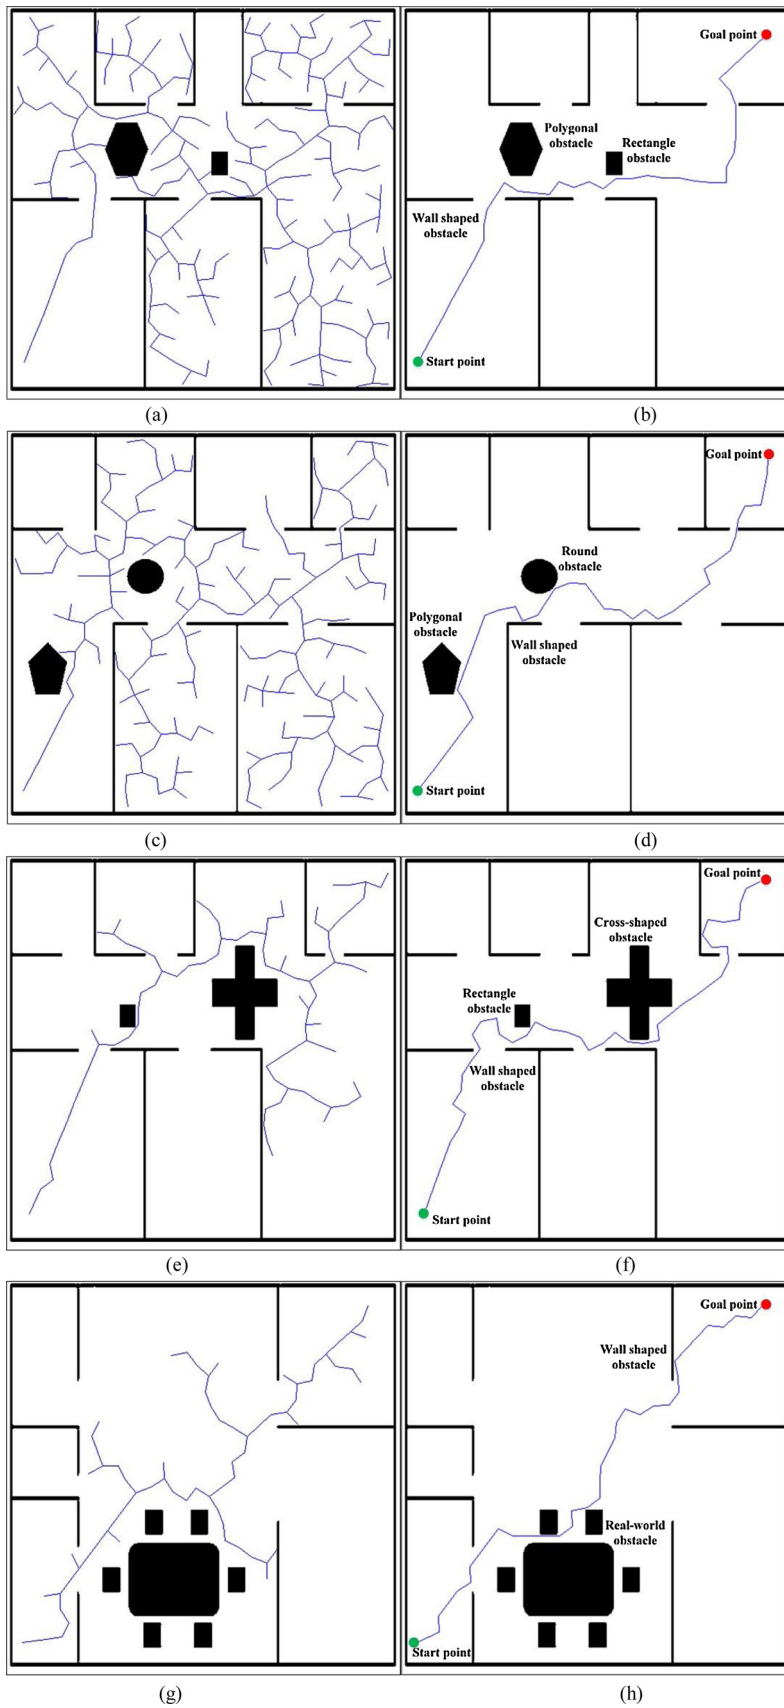 Goal point
Polygonal
obstacle
Rectangle
obstacle
Wall shaped
obstacle
Start point
(a)
(b)
Goal point
Round
obstacle
Polygonal
obstacle
Wall shaped
obstacle
Start point
(c)
(d)
Goal point
Cross-shaped
obstacle
Rectangle
obstacle
Wall shaped
obstacle
Start point
(e)
(f)
Goal point
Wall shaped
obstacle
Real-world
obstacle
Start point
(g)
(h)